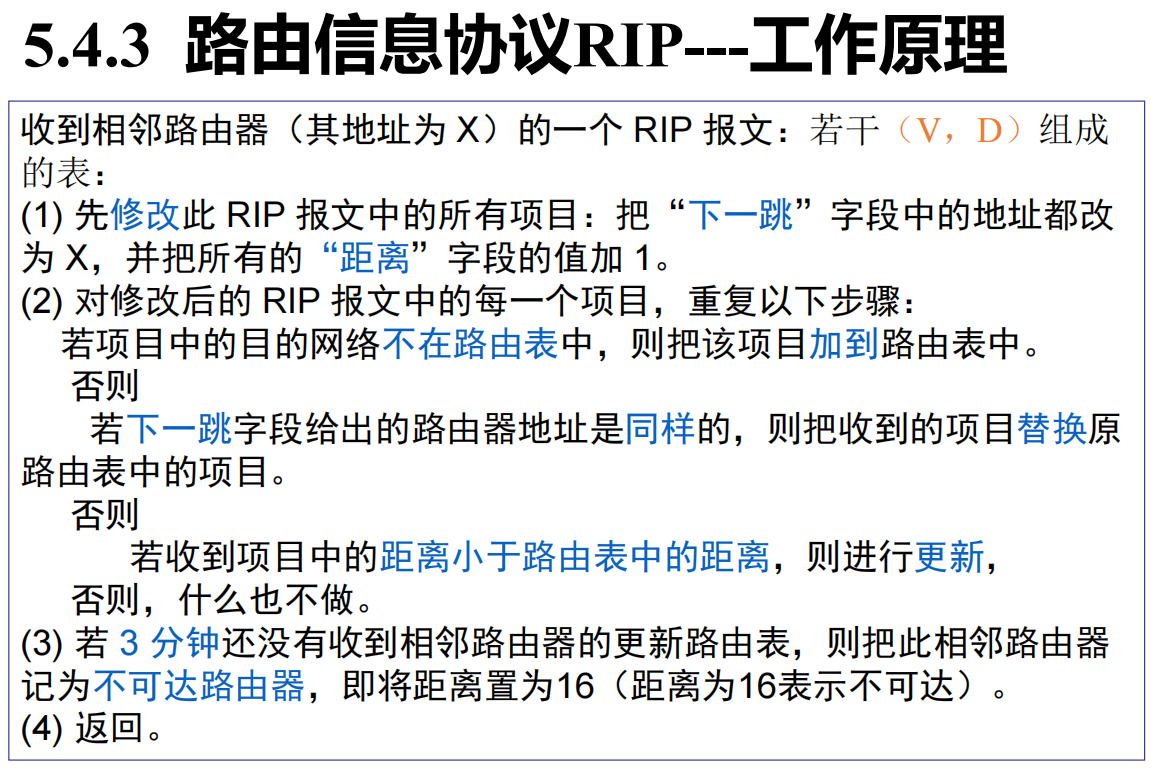 5.4.3 路由信息协议RIP---工作原理
收到相邻路由器（其地址为 X）的一个 RIP 报文：若干（V，D）组成
的表：
(1) 先修改此 RIP 报文中的所有项目：把“下一跳”字段中的地址都改
为 X，并把所有的“距离”字段的值加 1。
(2) 对修改后的 RIP 报文中的每一个项目，重复以下步骤：
若项目中的目的网络不在路由表中，则把该项目加到路由表中。
否则
若下一跳字段给出的路由器地址是同样的，则把收到的项目替换原
路由表中的项目。
否则
若收到项目中的距离小于路由表中的距离，则进行更新，
否则，什么也不做。
(3) 若 3 分钟还没有收到相邻路由器的更新路由表，则把此相邻路由器
记为不可达路由器，即将距离置为16（距离为16表示不可达）。
(4) 返回。